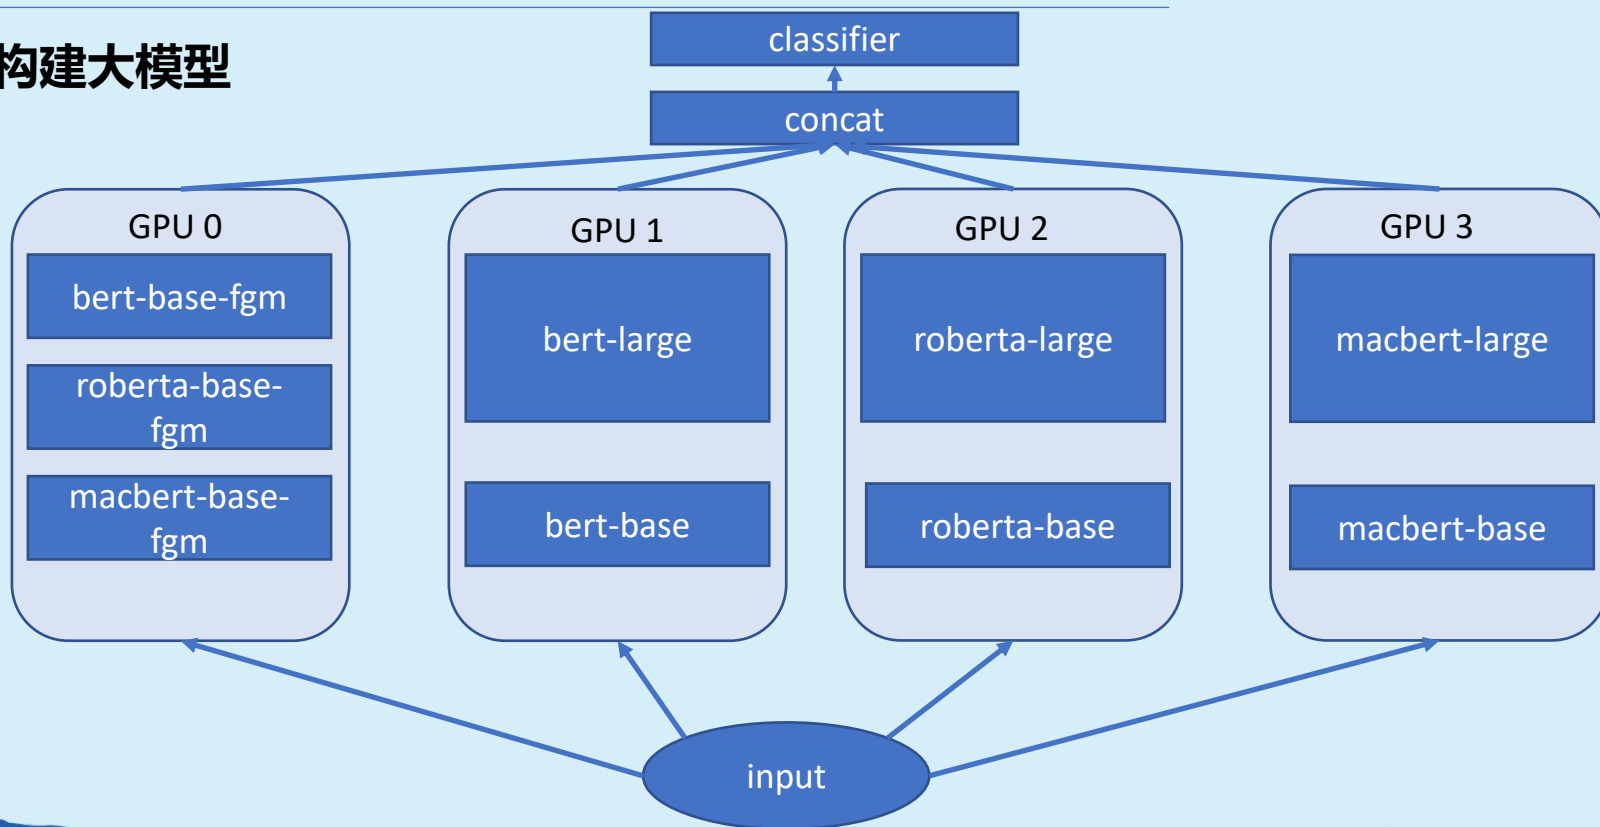 构建大模型
classifier
concat
GPU 0
bert-base-fgm
roberta-base-
fgm
macbert-base-
fgm
GPU 1
bert-large
bert-base
GPU 2
roberta-large
roberta-base
GPU 3
macbert-large
macbert-base
input